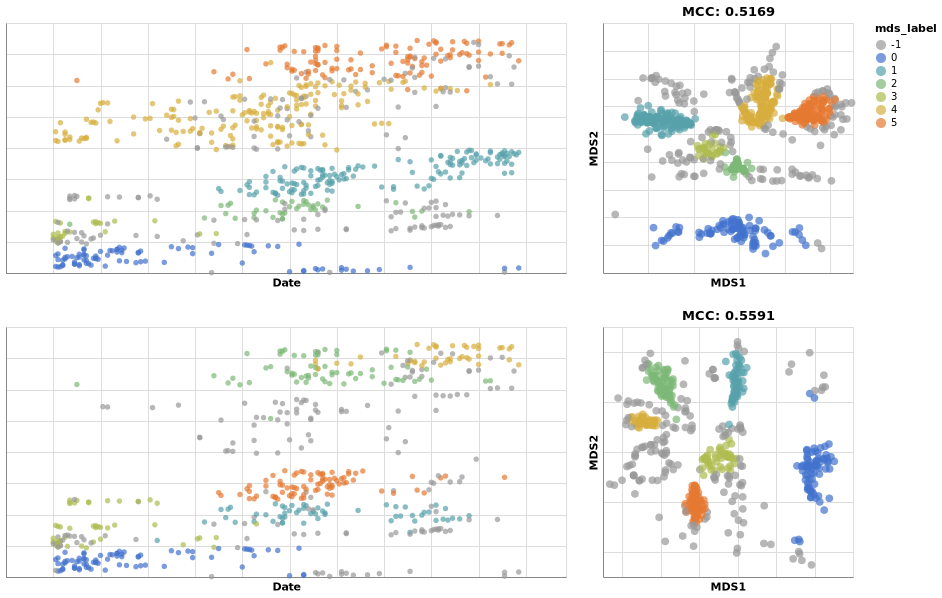 MCC: 0.5169
mds_label
-1
0
1
2
3
4
5
MDS2
Date
MDS1
MCC: 0.5591
MDS2
Date
MDS1